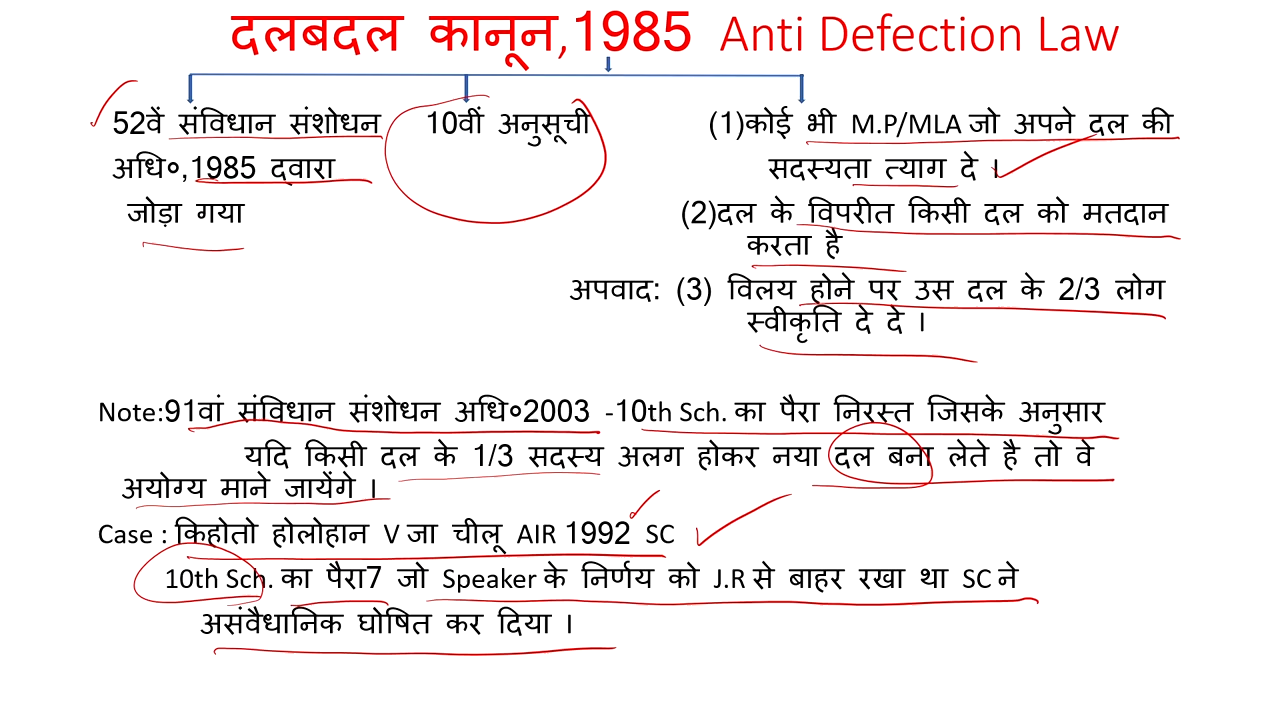 दलबदल कानून,1985 Anti Defection Law
52वें संविधान संशोधन
अधि०,1985 दवारा
जोड़ा गया
10वीं अनुसूची
(1)कोई भी M.P/MLA जो अपने दल की
सदस्यता त्याग दे ।
(2)दल के विपरीत किसी दल को मतदान
करता है
अपवाद: (3) विलय होने पर उस दल के 2/3 लोग
स्वीकृति दे दे ।
Note:91वां संविधान संशोधन अधि०2003 -10th Sch. का पैरा निरस्त जिसके अनुसार
यदि किसी दल के 1/3 सदस्य अलग होकर नया दल बना लेते है तो वे
अयोग्य माने जायेंगे ।
Case : किहोतो होलोहान V जा चीलू AIR 1992 SC
10th Sch. का पैरा7 जो Speaker के निर्णय को J.R से बाहर रखा था SC ने
असंवैधानिक घोषित कर दिया ।